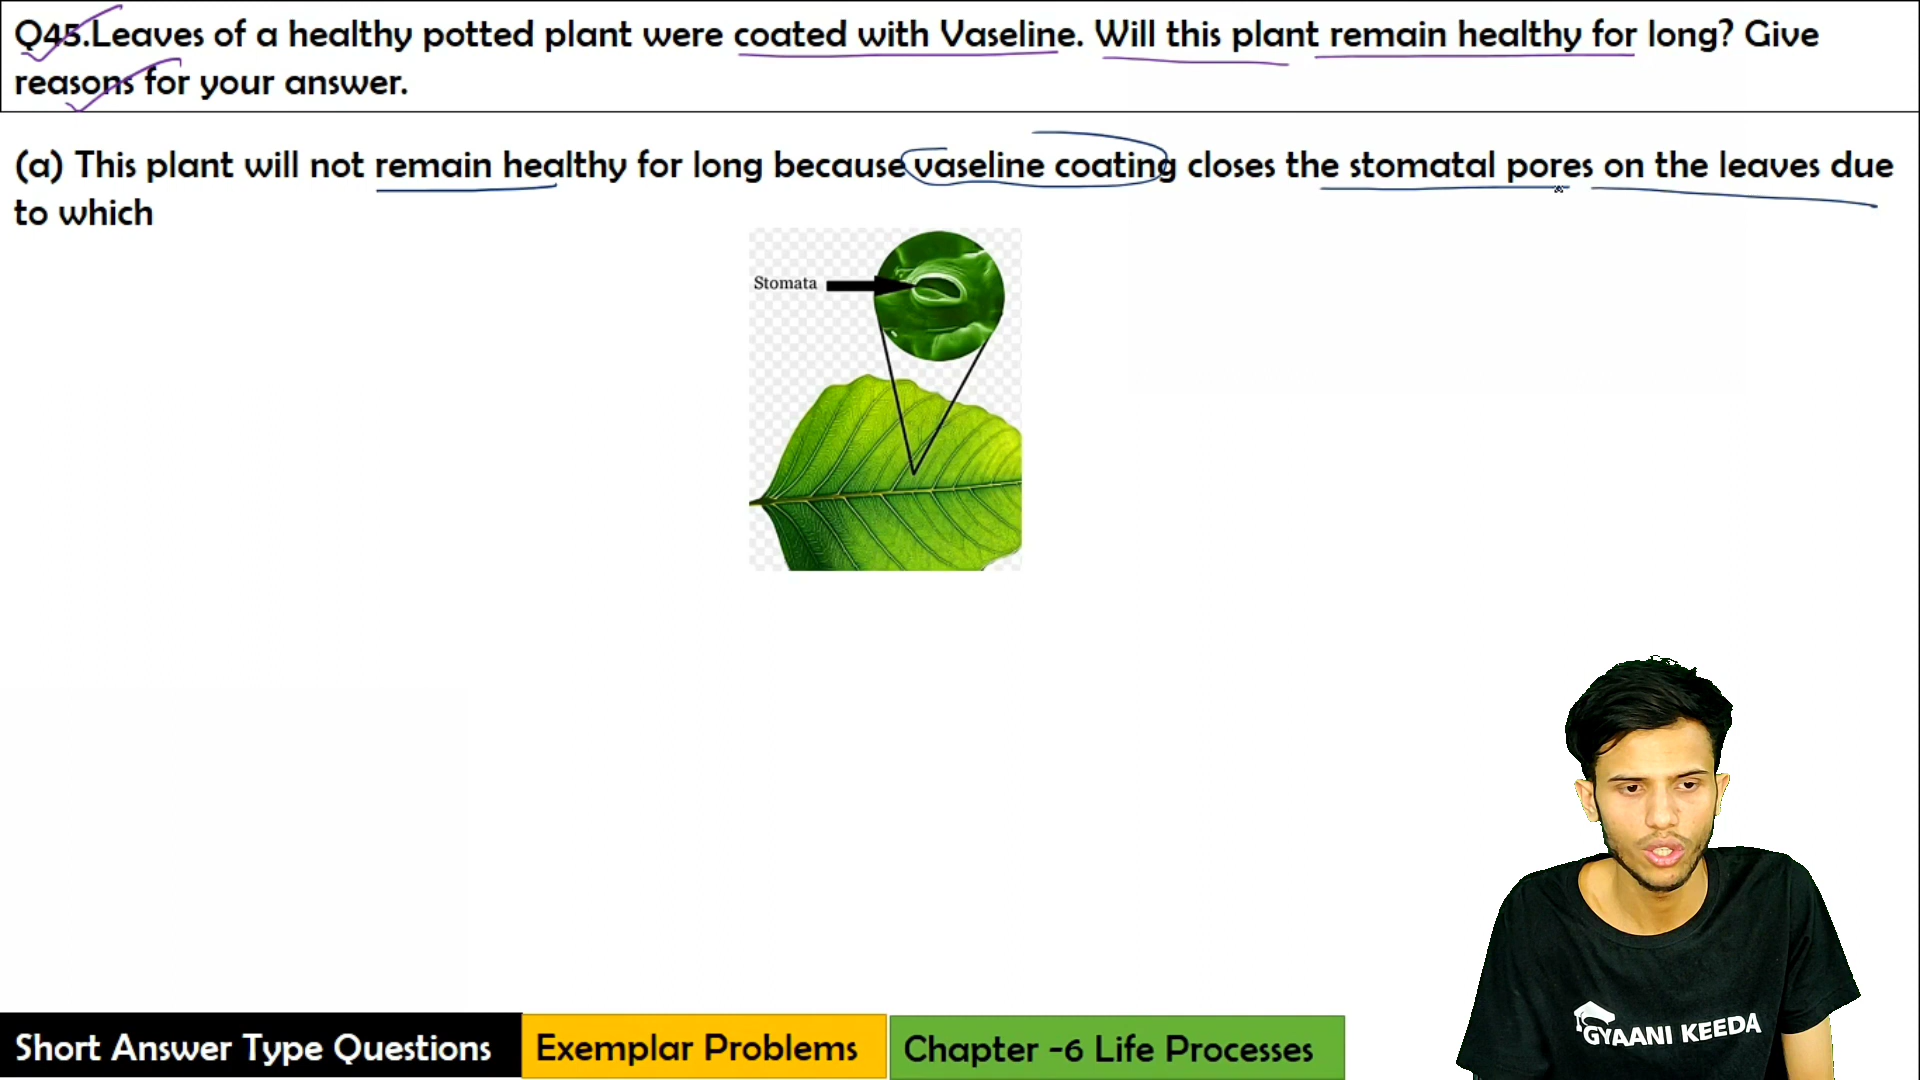 Q45.Leaves of a healthy potted plant were coated with Vaseline. Will this plant remain healthy for long? Give
reasons for your answer.
(a) This plant will not remain healthy for long because vaseline coating closes the stomatal pores on the leaves due
to which
Stomata
GYAANI KEEDA
Short Answer Type Questions
Exemplar Problems
Chapter -6 Life Processes